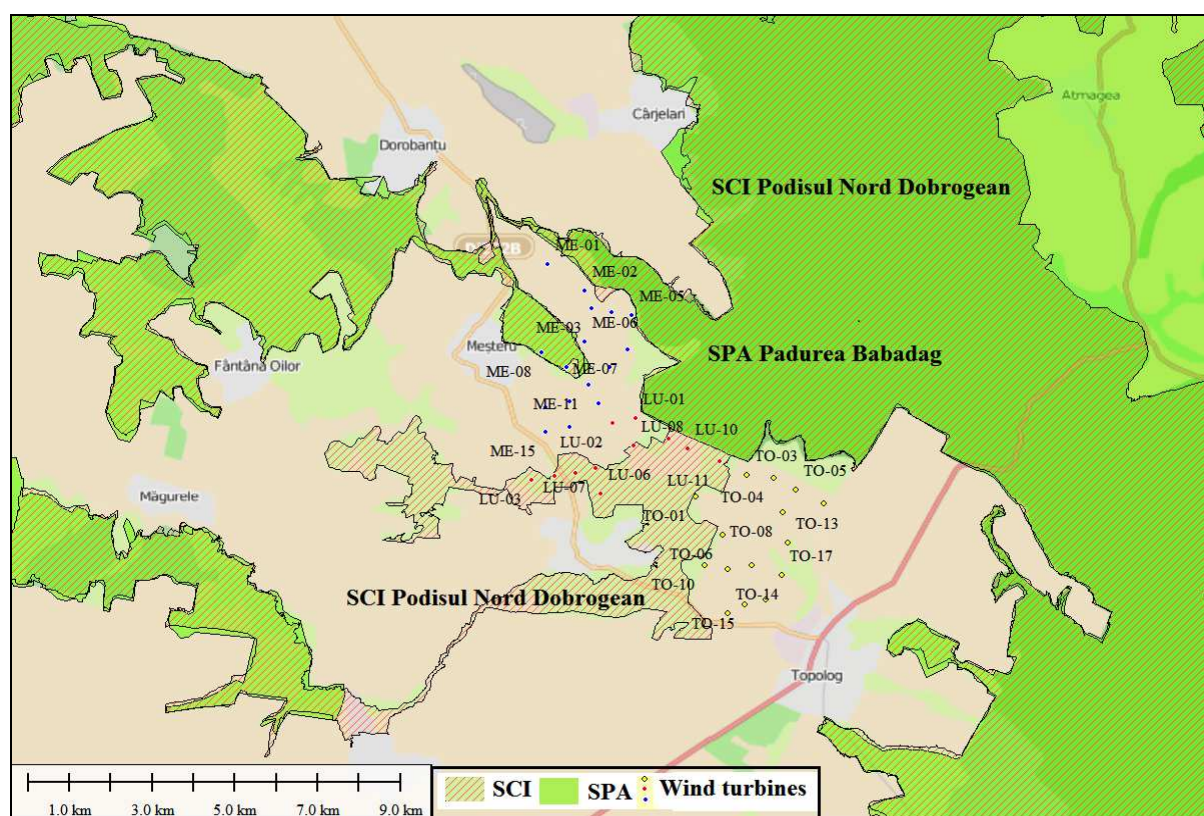 Cârjelari
Atmagea
Dorobanțu
SCI Podisul Nord Dobrogean
ME-01
ME-02
ME-05
ME-03
ME-06
Meșteru
SPA Padurea Babadag
Fântâna Oilor
ME-08
ME-07
LU-01
ME-11
LU-08
LU-10
ME-15
LU-02
TO-03
TO-05
LU-06
LU-11
LU-03
LU-07
TO-04
Măgurele
TO-01
TO-13
TO-08
TO-06
TO-17
TO-10
SCI Podisul Nord Dobrogean
TO-14
TO-15
Topolog
SCI SPA Wind turbines
1.0 km 3.0 km 5.0 km 7.0 km 9.0 km